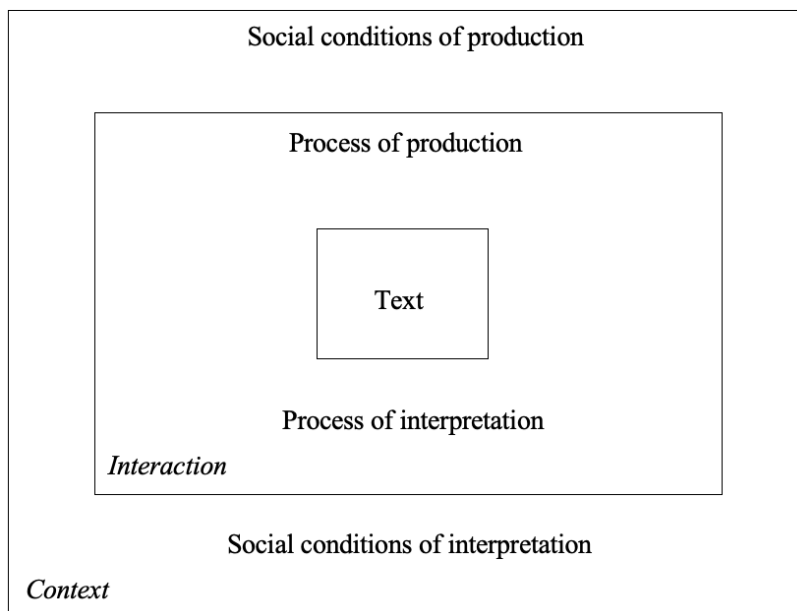 Social conditions of production
Process of production
Text
Process of interpretation
Interaction
Social conditions of interpretation
Context